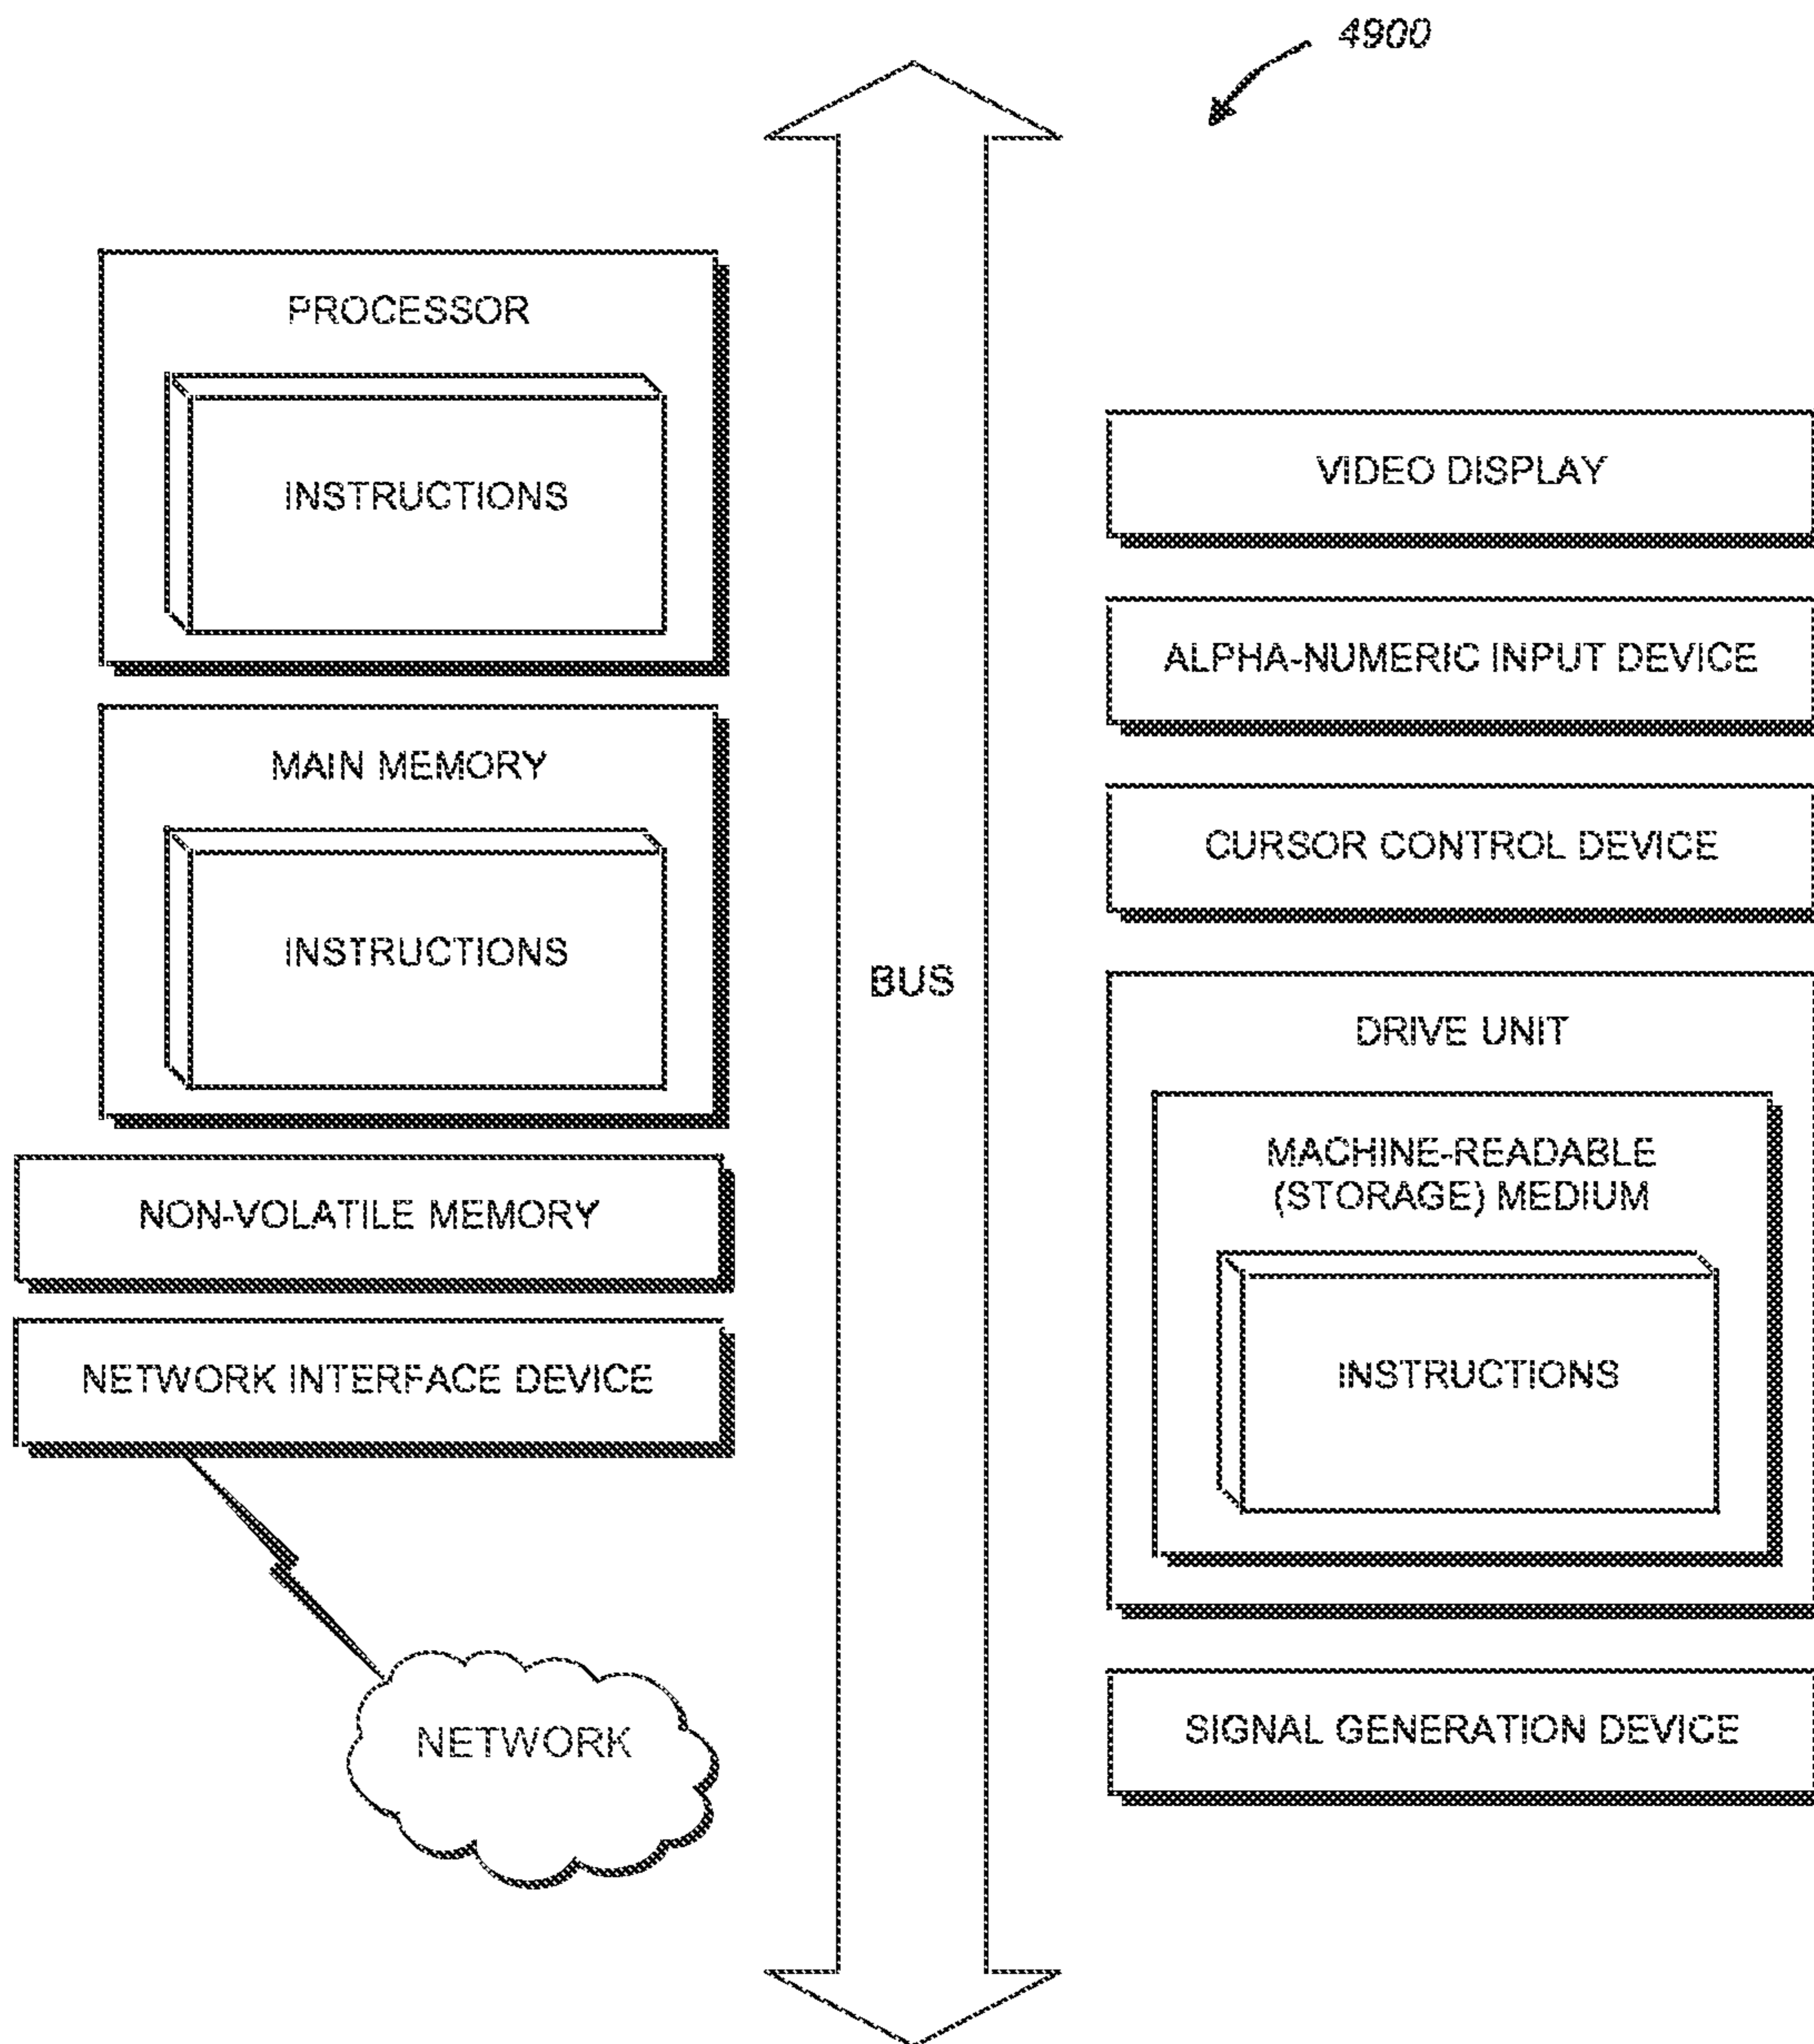 4900
PROCESSOR
INSTRUCTIONS
MAIN MEMORY
INSTRUCTIONS
NON-VOLATILE MEMORY
NETWORK INTERFACE DEVICE
NETWORK
BUS
VIDEO DISPLAY
ALPHA-NUMERIC INPUT DEVICE
CURSOR CONTROL DEVICE
DRIVE UNIT
MACHINE-READABLE
(STORAGE) MEDIUM
INSTRUCTIONS
SIGNAL GENERATION DEVICE